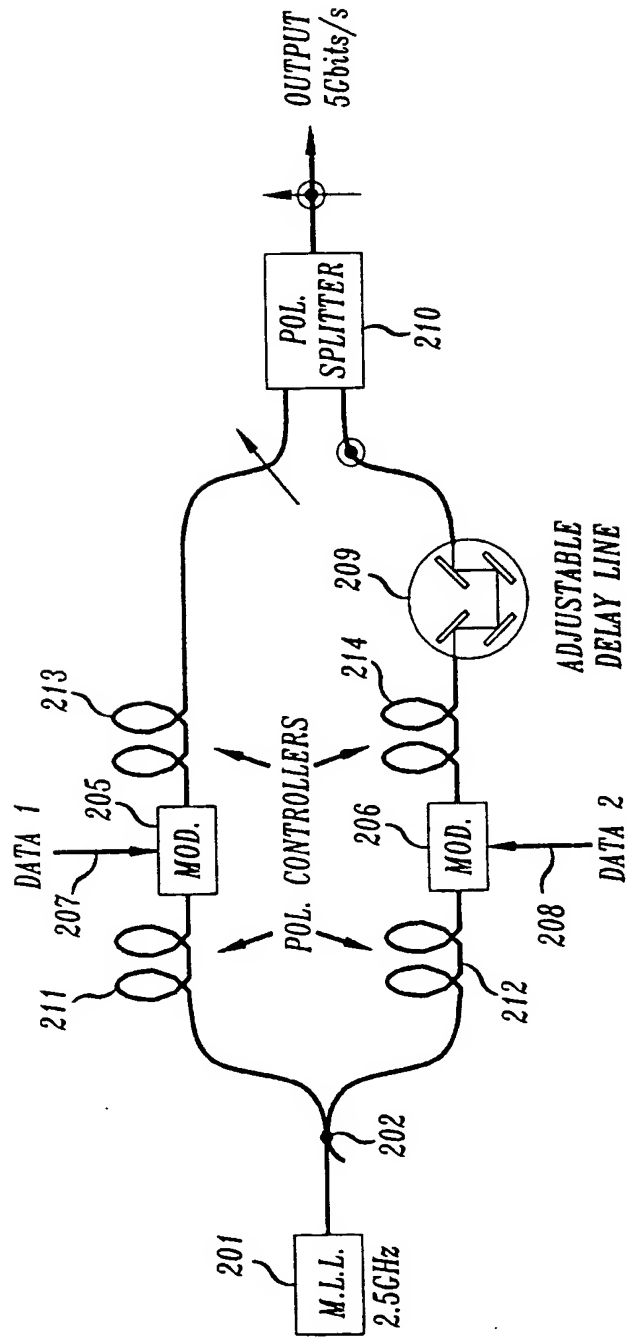 201
M.L.L.
2.5GHz
202
211
DATA 1
207
205
MOD.
213
POL. CONTROLLERS
212
206
MOD.
208
DATA 2
214
209
ADJUSTABLE
DELAY LINE
POL.
SPLITTER
210
OUTPUT
5Gbits/s